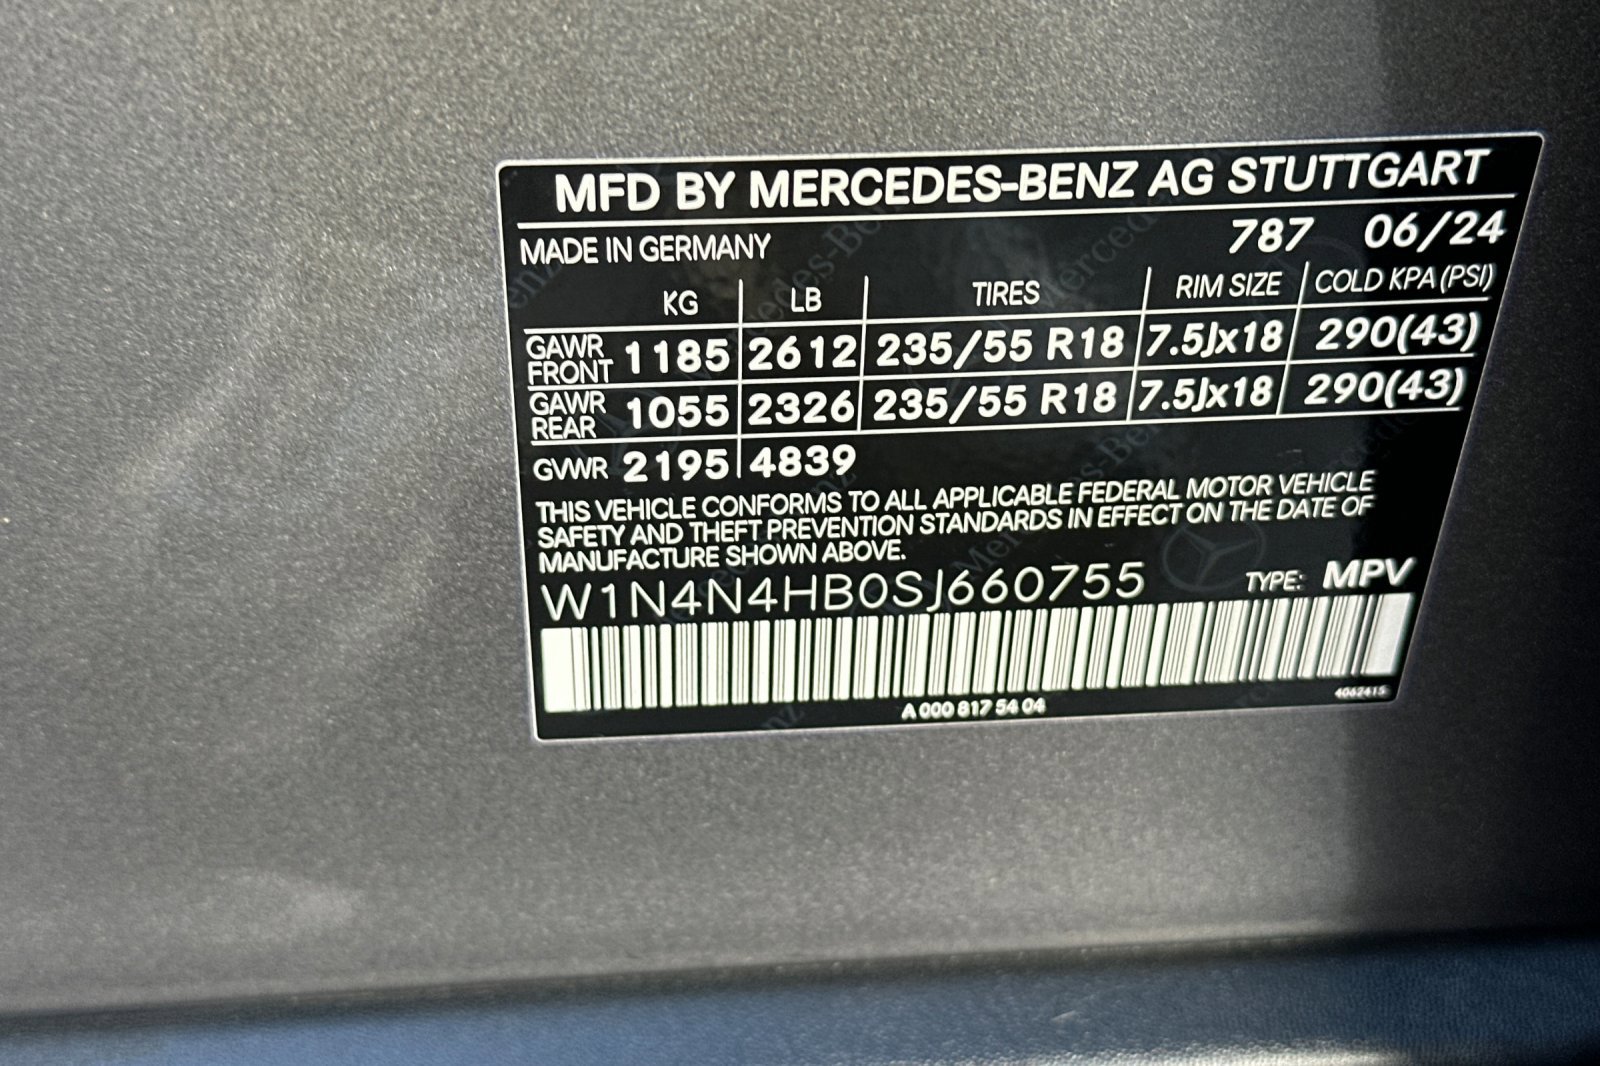 MFD BY MERCEDES-BENZ AG STUTTGART
MADE IN GERMANY 787 06/24
KG LB TIRES RIM SIZE COLD KPA (PSI)
GAWR FRONT 1185 2612 235/55 R18 7.5Jx18 290(43)
GAWR REAR 1055 2326 235/55 R18 7.5Jx18 290(43)
GVWR 2195 4839
THIS VEHICLE CONFORMS TO ALL APPLICABLE FEDERAL MOTOR VEHICLE
SAFETY AND THEFT PREVENTION STANDARDS IN EFFECT ON THE DATE OF
MANUFACTURE SHOWN ABOVE.
W1N4N4HB0SJ660755 TYPE: MPV
A 000 817 54 04
4062415